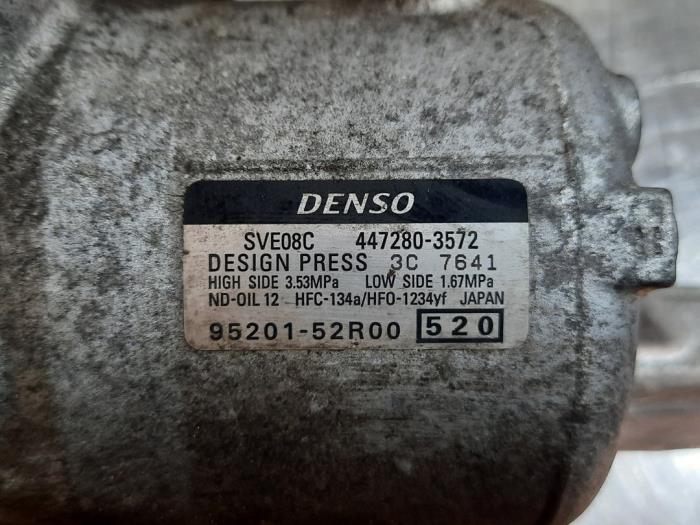 DENSO
SVE08C 447280-3572
DESIGN PRESS 3C 7641
HIGH SIDE 3.53MPa LOW SIDE 1.67MPa
ND-OIL 12 HFC-134a/HFO-1234yf JAPAN
95201-52R00 520